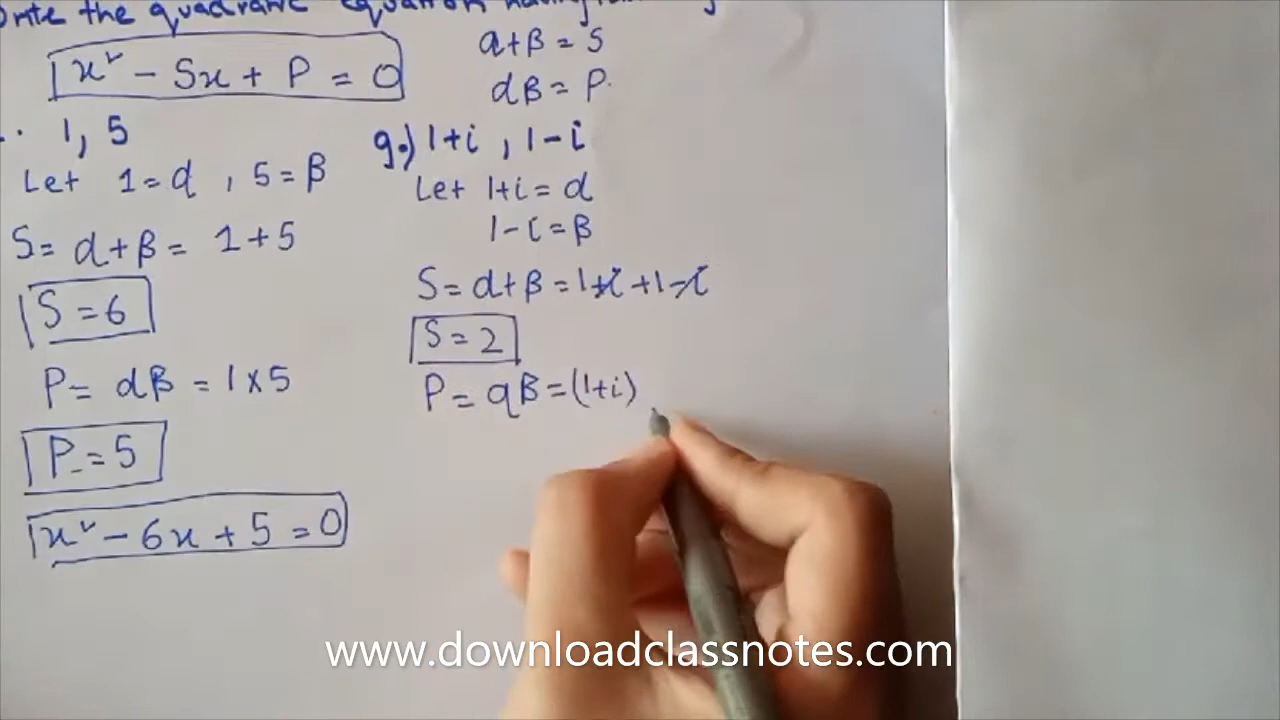 the quadratic equation having
x² - Sx + P = 0
α+β = S
αβ = P.
1, 5
Let 1=α , 5=β
S= α+β = 1+5
S=6
P= αβ = 1×5
P=5
x² - 6x + 5 = 0
g.) 1+i , 1-i
Let 1+i = α
1-i = β
S= α+β = 1+i+1-i
S= 2
P= αβ = (1+i)
www.downloadclassnotes.com